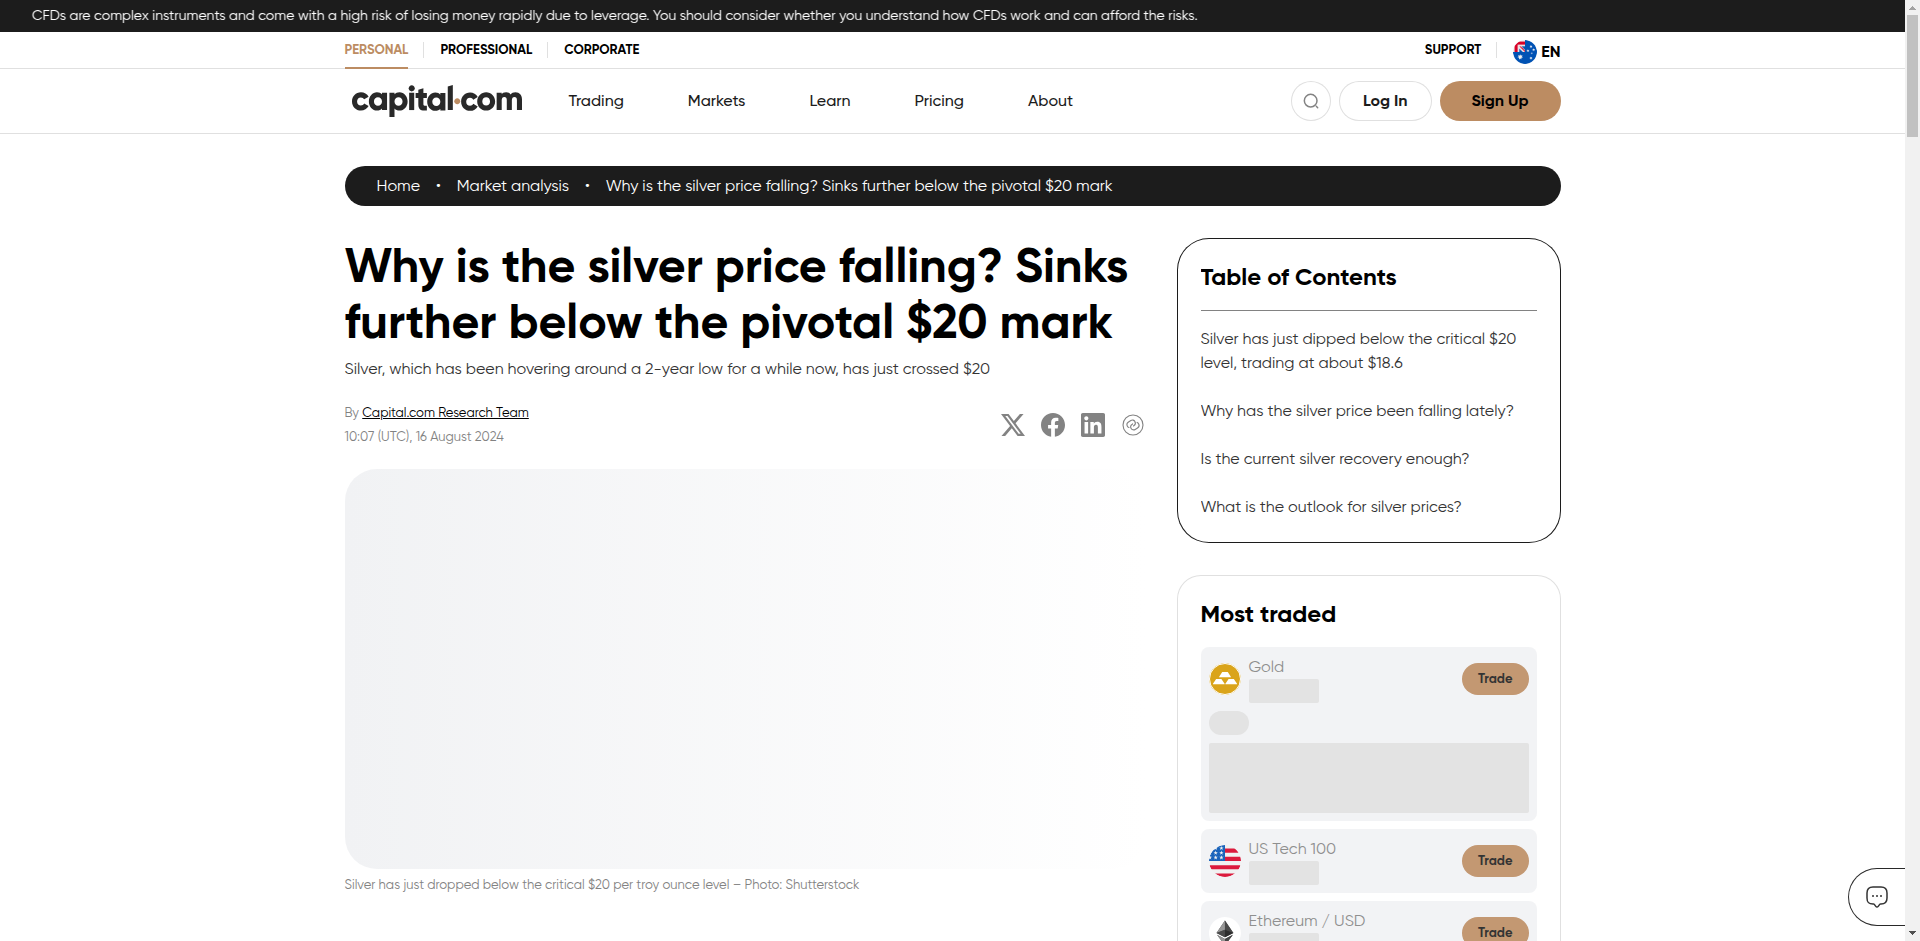 CFDs are complex instruments and come with a high risk of losing money rapidly due to leverage. You should consider whether you understand how CFDs work and can afford the risks.
PERSONAL
PROFESSIONAL
CORPORATE
SUPPORT
EN
capital.com
Trading
Markets
Learn
Pricing
About
Log In
Sign Up
Home • Market analysis • Why is the silver price falling? Sinks further below the pivotal $20 mark
Why is the silver price falling? Sinks
further below the pivotal $20 mark
Silver, which has been hovering around a 2-year low for a while now, has just crossed $20
By Capital.com Research Team
10:07 (UTC), 16 August 2024
Silver has just dropped below the critical $20 per troy ounce level – Photo: Shutterstock
Table of Contents
Silver has just dipped below the critical $20
level, trading at about $18.6
Why has the silver price been falling lately?
Is the current silver recovery enough?
What is the outlook for silver prices?
Most traded
Gold
Trade
US Tech 100
Trade
Ethereum / USD
Trade